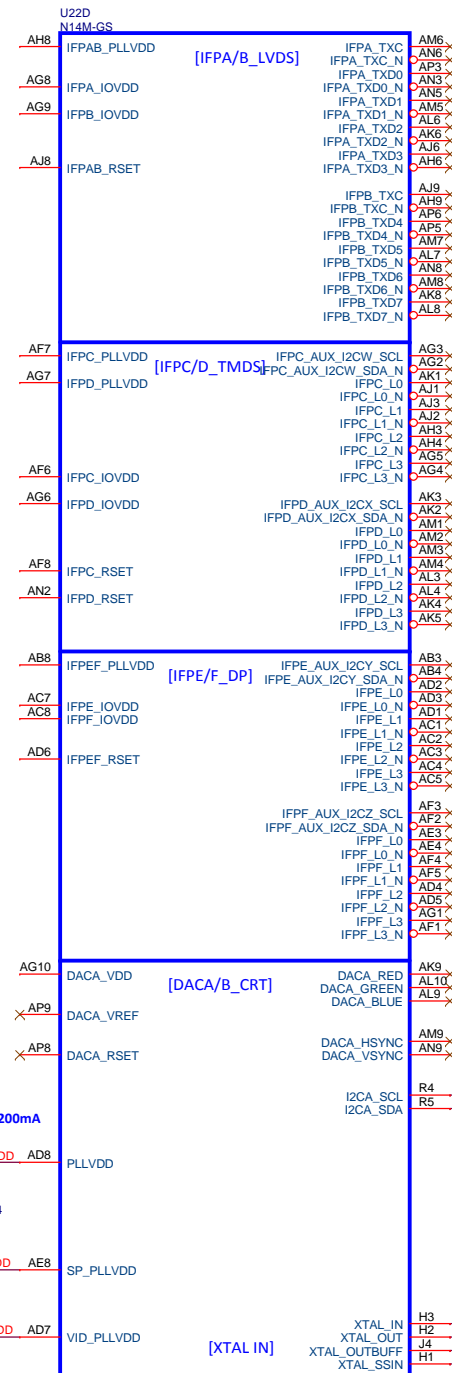 U22D
N14M-GS
[IFPA/B_LVDS]
AH8 IFPAB_PLLVDD IFPA_TXC AM6
IFPA_TXC_N AN6
IFPA_TXD0 AP3
AG8 IFPA_IOVDD IFPA_TXD0_N AN3
IFPA_TXD1 AN5
AG9 IFPB_IOVDD IFPA_TXD1_N AM5
IFPA_TXD2 AL6
IFPA_TXD2_N AK6
IFPA_TXD3 AJ6
AJ8 IFPAB_RSET IFPA_TXD3_N AH6
IFPB_TXC AJ9
IFPB_TXC_N AH9
IFPB_TXD4 AP6
IFPB_TXD4_N AP5
IFPB_TXD5 AM7
IFPB_TXD5_N AL7
IFPB_TXD6 AN8
IFPB_TXD6_N AM8
IFPB_TXD7 AK8
IFPB_TXD7_N AL8
[IFPC/D_TMDS]
AF7 IFPC_PLLVDD IFPC_AUX_I2CW_SCL AG3
IFPC_AUX_I2CW_SDA_N AG2
AG7 IFPD_PLLVDD IFPC_L0 AK1
IFPC_L0_N AJ1
IFPC_L1 AJ3
IFPC_L1_N AJ2
IFPC_L2 AH3
IFPC_L2_N AH4
IFPC_L3 AG5
AF6 IFPC_IOVDD IFPC_L3_N AG4
AG6 IFPD_IOVDD IFPD_AUX_I2CX_SCL AK3
IFPD_AUX_I2CX_SDA_N AK2
IFPD_L0 AM1
IFPD_L0_N AM2
IFPD_L1 AM3
AF8 IFPC_RSET IFPD_L1_N AM4
IFPD_L2 AL3
AN2 IFPD_RSET IFPD_L2_N AL4
IFPD_L3 AK4
IFPD_L3_N AK5
[IFPE/F_DP]
AB8 IFPEF_PLLVDD IFPE_AUX_I2CY_SCL AB3
IFPE_AUX_I2CY_SDA_N AB4
IFPE_L0 AD2
AC7 IFPE_IOVDD IFPE_L0_N AD3
AC8 IFPF_IOVDD IFPE_L1 AD1
IFPE_L1_N AC1
IFPE_L2 AC2
AD6 IFPEF_RSET IFPE_L2_N AC3
IFPE_L3 AC4
IFPE_L3_N AC5
IFPF_AUX_I2CZ_SCL AF3
IFPF_AUX_I2CZ_SDA_N AF2
IFPF_L0 AE3
IFPF_L0_N AE4
IFPF_L1 AF4
IFPF_L1_N AF5
IFPF_L2 AD4
IFPF_L2_N AD5
IFPF_L3 AG1
IFPF_L3_N AF1
[DACA/B_CRT]
AG10 DACA_VDD DACA_RED AK9
DACA_GREEN AL10
DACA_BLUE AL9
AP9 DACA_VREF
DACA_HSYNC AM9
AP8 DACA_RSET DACA_VSYNC AN9
I2CA_SCL R4
I2CA_SDA R5
200mA
DD AD8 PLLVDD
DD AE8 SP_PLLVDD
XTAL_IN H3
DD AD7 VID_PLLVDD XTAL_OUT H2
[XTAL IN] XTAL_OUTBUFF J4
XTAL_SSIN H1